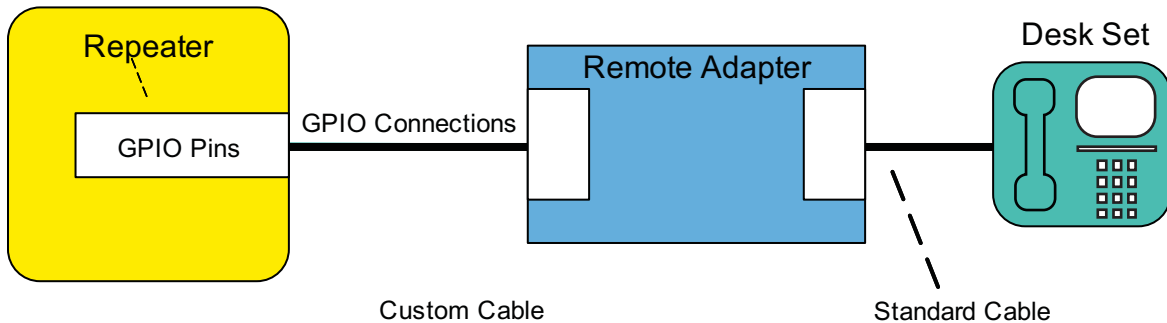 Repeater
GPIO Pins
GPIO Connections
Remote Adapter
Desk Set
Custom Cable
Standard Cable